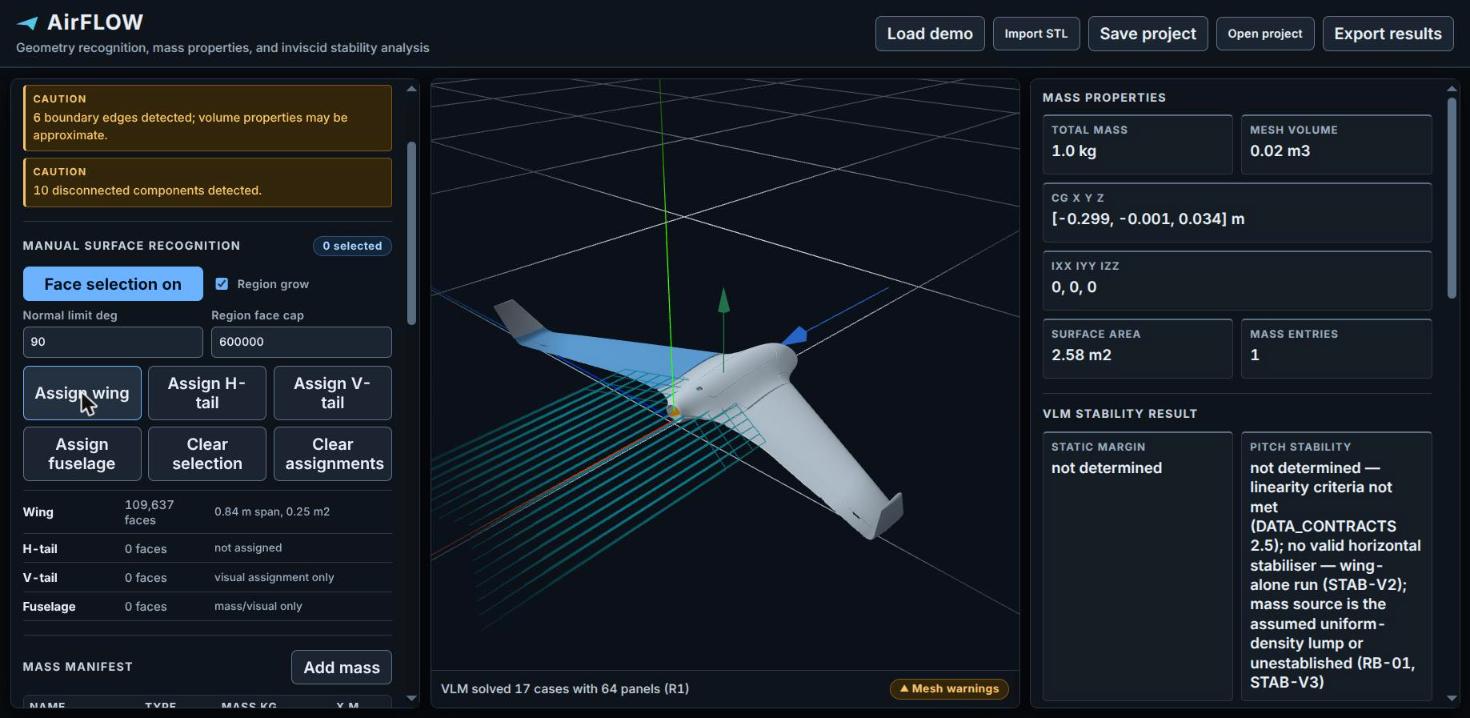 AirFLOW
Geometry recognition, mass properties, and inviscid stability analysis
Load demo
Import STL
Save project
Open project
Export results
CAUTION
6 boundary edges detected; volume properties may be
approximate.
CAUTION
10 disconnected components detected.
MANUAL SURFACE RECOGNITION
0 selected
Face selection on
Region grow
Normal limit deg
Region face cap
90
600000
Assign wing
Assign H-
tail
Assign V-
tail
Assign
fuselage
Clear
selection
Clear
assignments
Wing
109,637
faces
0.84 m span, 0.25 m2
H-tail
0 faces
not assigned
V-tail
0 faces
visual assignment only
Fuselage
0 faces
mass/visual only
MASS MANIFEST
Add mass
NAME
TYPE
MASS KG
X M
VLM solved 17 cases with 64 panels (R1)
Mesh warnings
MASS PROPERTIES
TOTAL MASS
1.0 kg
MESH VOLUME
0.02 m3
CG X Y Z
[-0.299, -0.001, 0.034] m
IXX IYY IZZ
0, 0, 0
SURFACE AREA
2.58 m2
MASS ENTRIES
1
VLM STABILITY RESULT
STATIC MARGIN
not determined
PITCH STABILITY
not determined —
linearity criteria not
met
(DATA_CONTRACTS
2.5); no valid horizontal
stabiliser — wing-
alone run (STAB-V2);
mass source is the
assumed uniform-
density lump or
unestablished (RB-01,
STAB-V3)